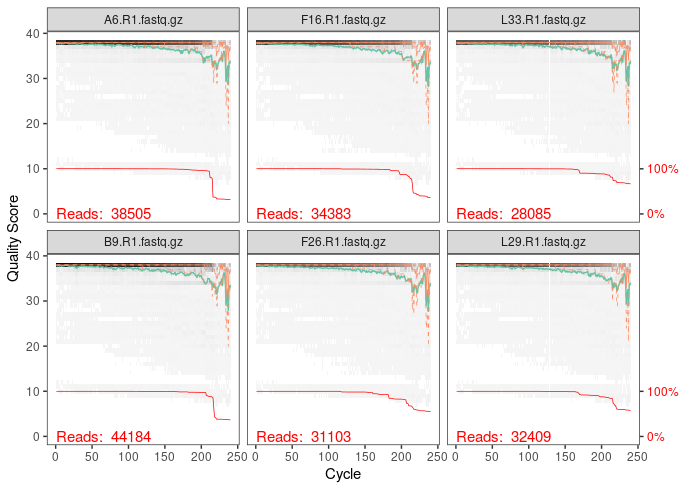 A6.R1.fastq.gz F16.R1.fastq.gz L33.R1.fastq.gz
40
30
20
10 100%
0 0%
Reads: 38505 Reads: 34383 Reads: 28085
B9.R1.fastq.gz F26.R1.fastq.gz L29.R1.fastq.gz
40
30
20
10 100%
0 0%
Reads: 44184 Reads: 31103 Reads: 32409
0 50 100 150 200 250 0 50 100 150 200 250 0 50 100 150 200 250
Quality Score
Cycle